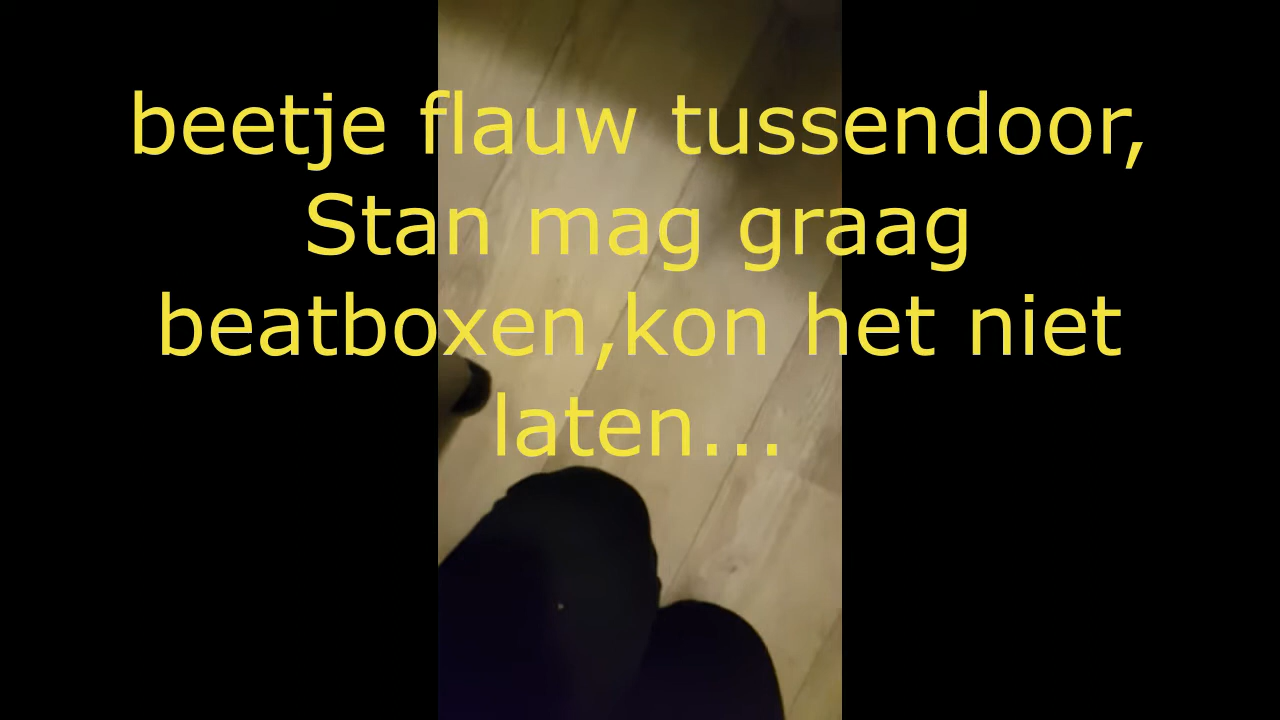 beetje flauw tussendoor,
Stan mag graag
beatboxen,kon het niet
laten...